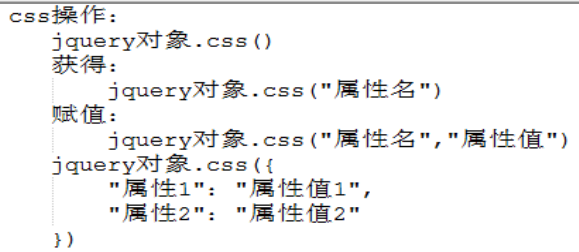 css操作：
jquery对象.css()
获得：
jquery对象.css("属性名")
赋值：
jquery对象.css("属性名","属性值")
jquery对象.css({
"属性1": "属性值1",
"属性2": "属性值2"
})